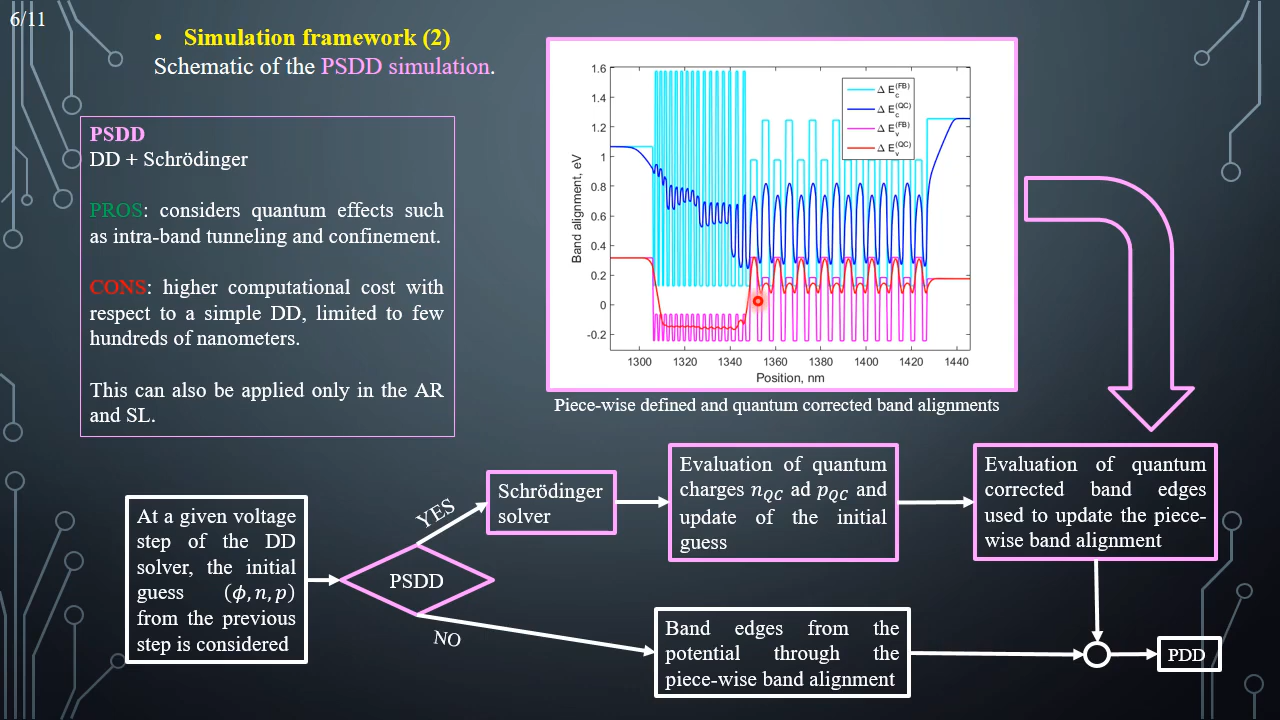 6/11
• Simulation framework (2)
Schematic of the PSDD simulation.
PSDD
DD + Schrödinger
PROS: considers quantum effects such
as intra-band tunneling and confinement.
CONS: higher computational cost with
respect to a simple DD, limited to few
hundreds of nanometers.
This can also be applied only in the AR
and SL.
Band alignment, eV
1.6
1.4
1.2
1
0.8
0.6
0.4
0.2
0
-0.2
Δ E_c^(FB)
Δ E_c^(QC)
Δ E_v^(FB)
Δ E_v^(QC)
1300 1320 1340 1360 1380 1400 1420 1440
Position, nm
Piece-wise defined and quantum corrected band alignments
At a given voltage
step of the DD
solver, the initial
guess (ϕ, n, p)
from the previous
step is considered
PSDD
YES
NO
Schrödinger
solver
Evaluation of quantum
charges n_QC ad p_QC and
update of the initial
guess
Evaluation of quantum
corrected band edges
used to update the piece-
wise band alignment
Band edges from the
potential through the
piece-wise band alignment
PDD